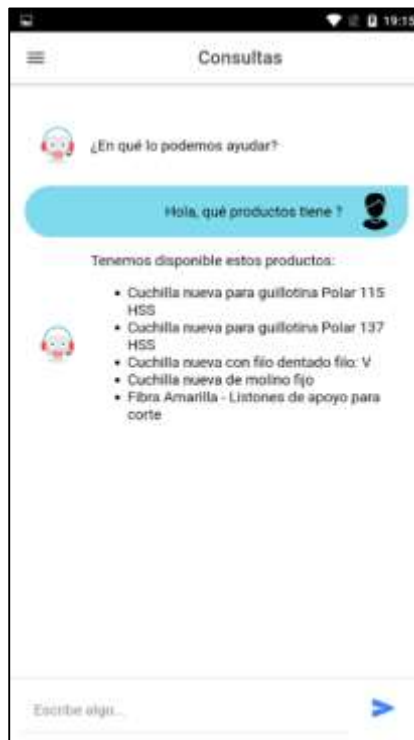 19:15
Consultas
¿En qué lo podemos ayudar?
Hola, qué productos tiene ?
Tenemos disponible estos productos:
• Cuchilla nueva para guillotina Polar 115
HSS
• Cuchilla nueva para guillotina Polar 137
HSS
• Cuchilla nueva con filo dentado filo: V
• Cuchilla nueva de molino fijo
• Fibra Amarilla - Listones de apoyo para
corte
Escribe algo...